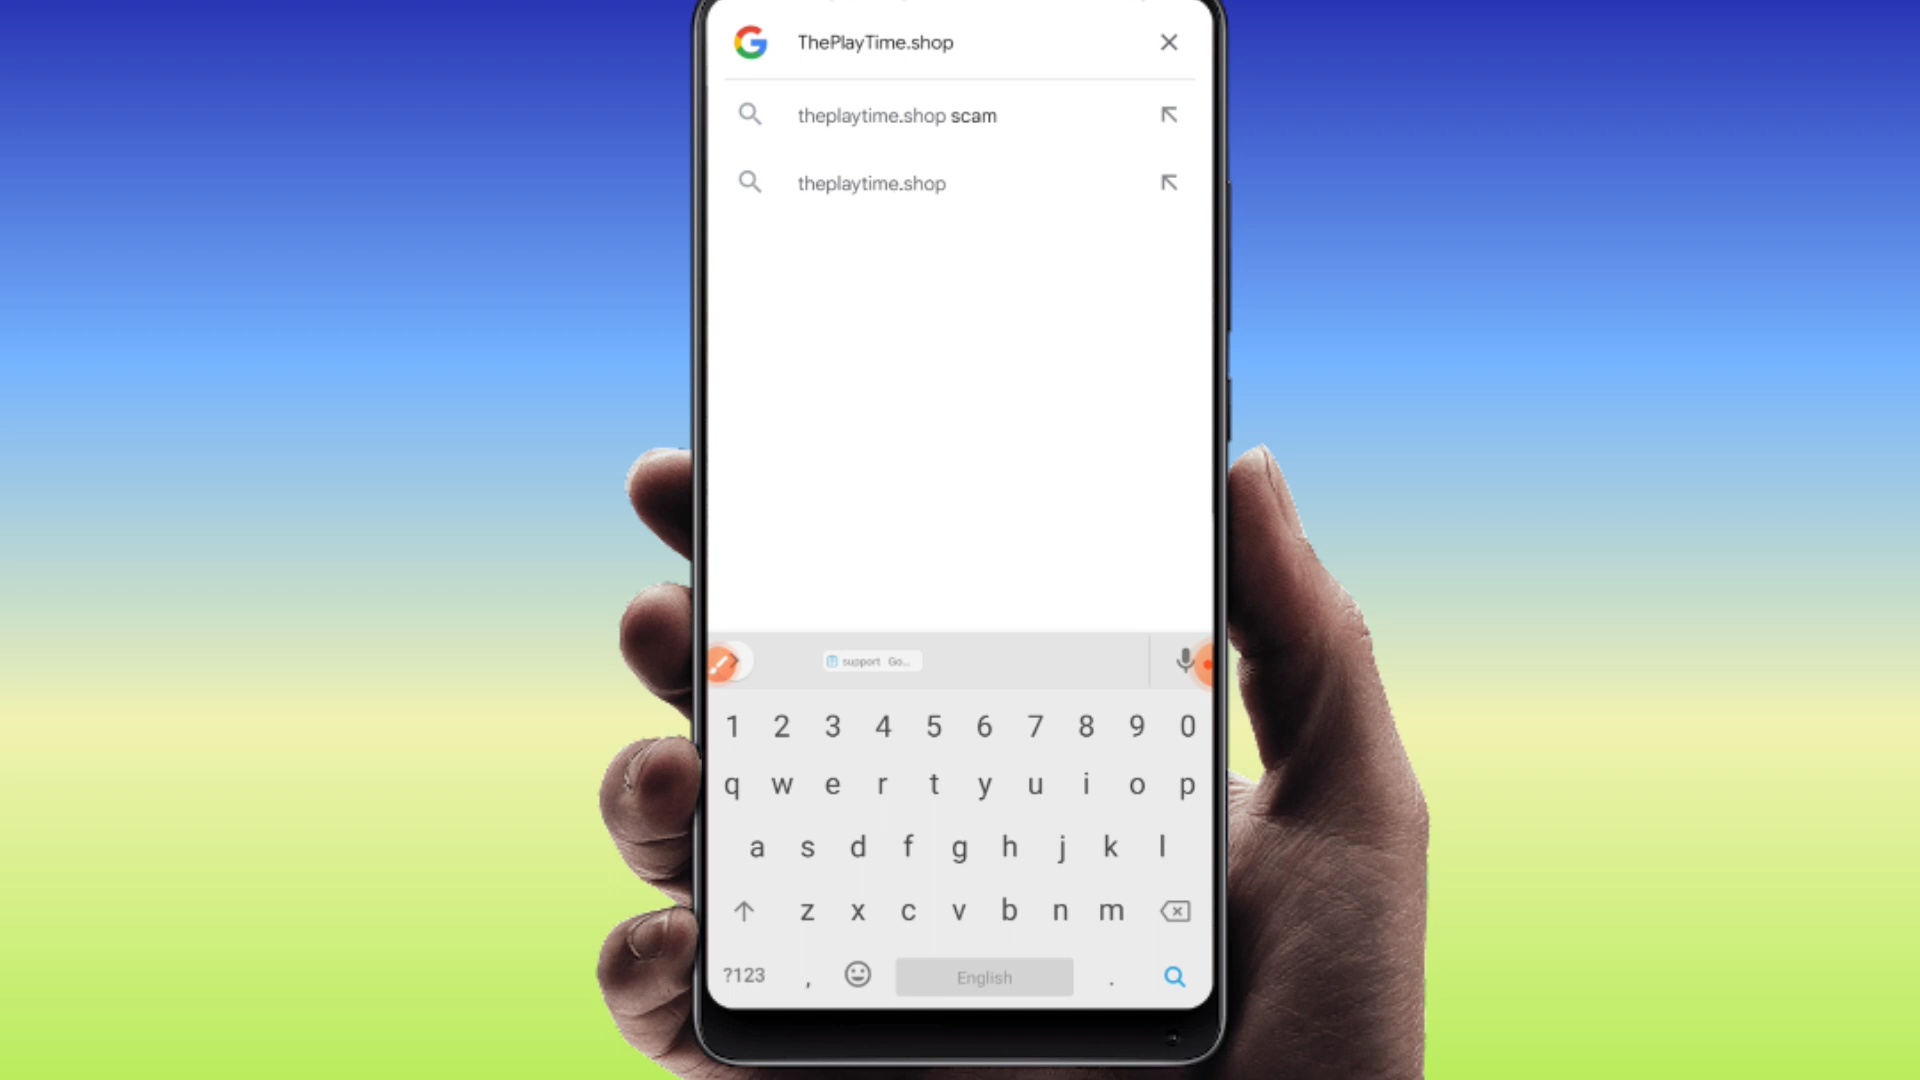 ThePlayTime.shop
theplaytime.shop scam
theplaytime.shop
support Go...
1 2 3 4 5 6 7 8 9 0
q w e r t y u i o p
a s d f g h j k l
z x c v b n m
?123 , English .